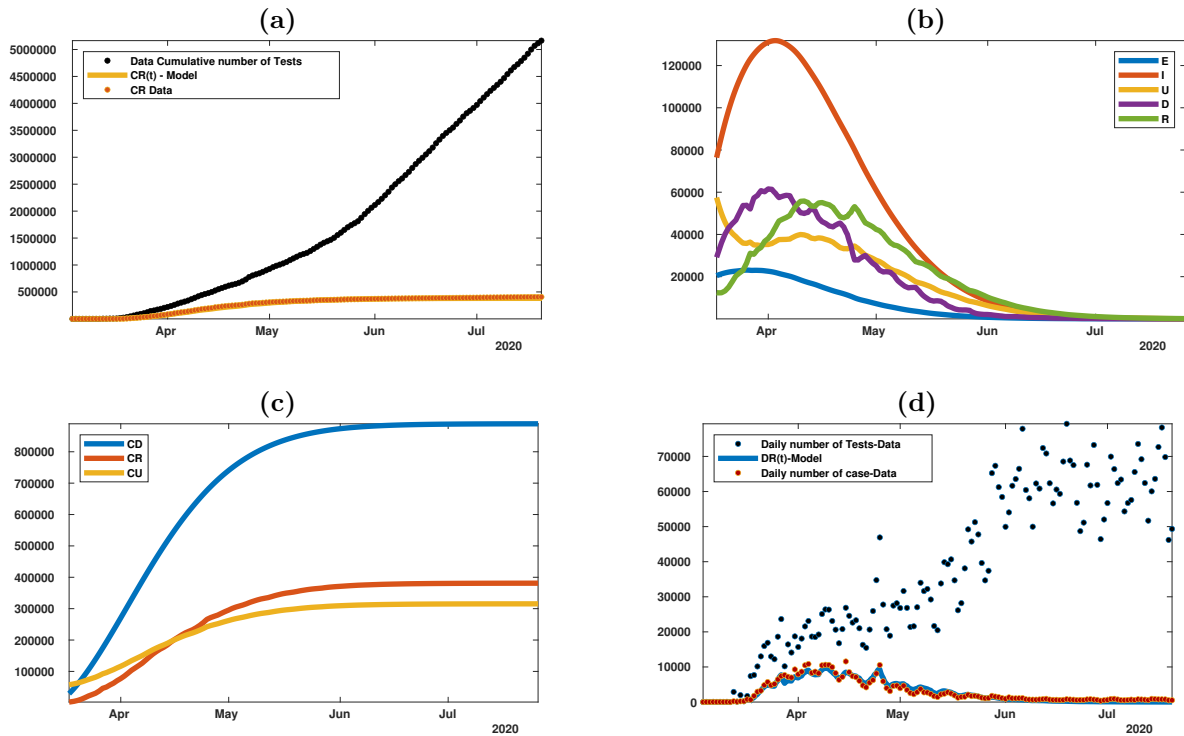 (a)
5000000
4500000
4000000
3500000
3000000
2500000
2000000
1500000
1000000
500000
Data Cumulative number of Tests
CR(t) - Model
CR Data
Apr
May
Jun
Jul
2020
(b)
120000
100000
80000
60000
40000
20000
E
I
U
D
R
Apr
May
Jun
Jul
2020
(c)
800000
700000
600000
500000
400000
300000
200000
100000
CD
CR
CU
Apr
May
Jun
Jul
2020
(d)
70000
60000
50000
40000
30000
20000
10000
0
Daily number of Tests-Data
DR(t)-Model
Daily number of case-Data
Apr
May
Jun
Jul
2020